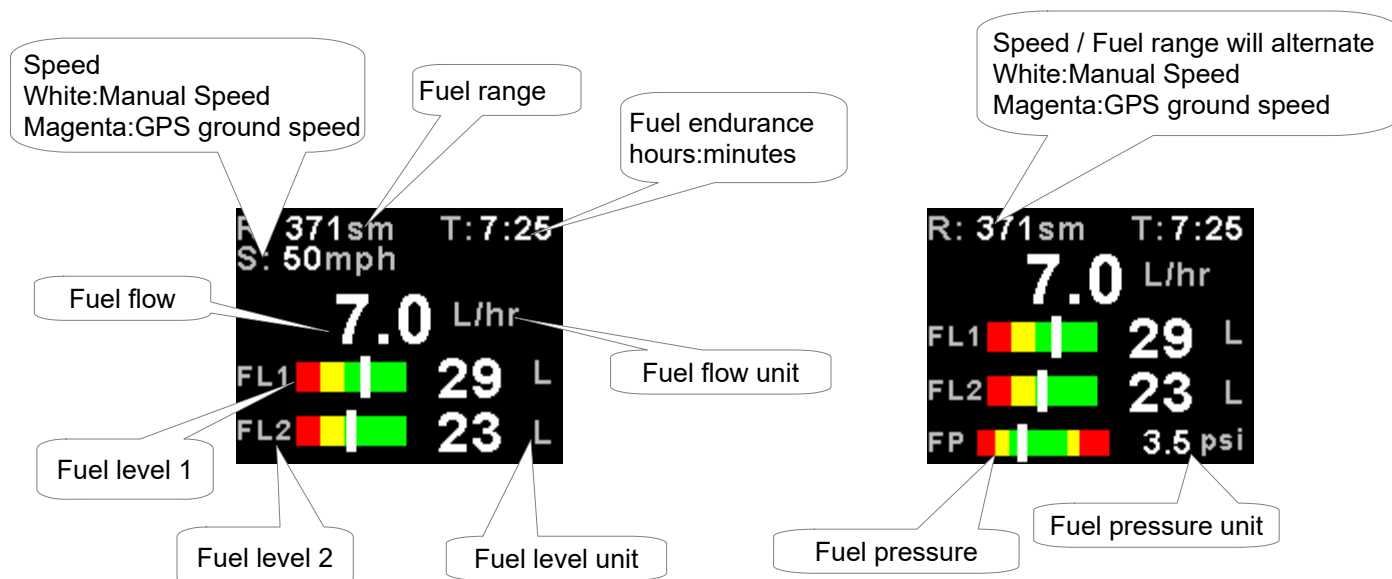 Speed
White:Manual Speed
Magenta:GPS ground speed
Fuel range
Fuel endurance
hours:minutes
Speed / Fuel range will alternate
White:Manual Speed
Magenta:GPS ground speed
R: 371sm T:7:25
S: 50mph
7.0 L/hr
FL1 29 L
FL2 23 L
Fuel flow
Fuel flow unit
Fuel level 1
Fuel level 2
Fuel level unit
R: 371sm T:7:25
7.0 L/hr
FL1 29 L
FL2 23 L
FP 3.5 psi
Fuel pressure
Fuel pressure unit